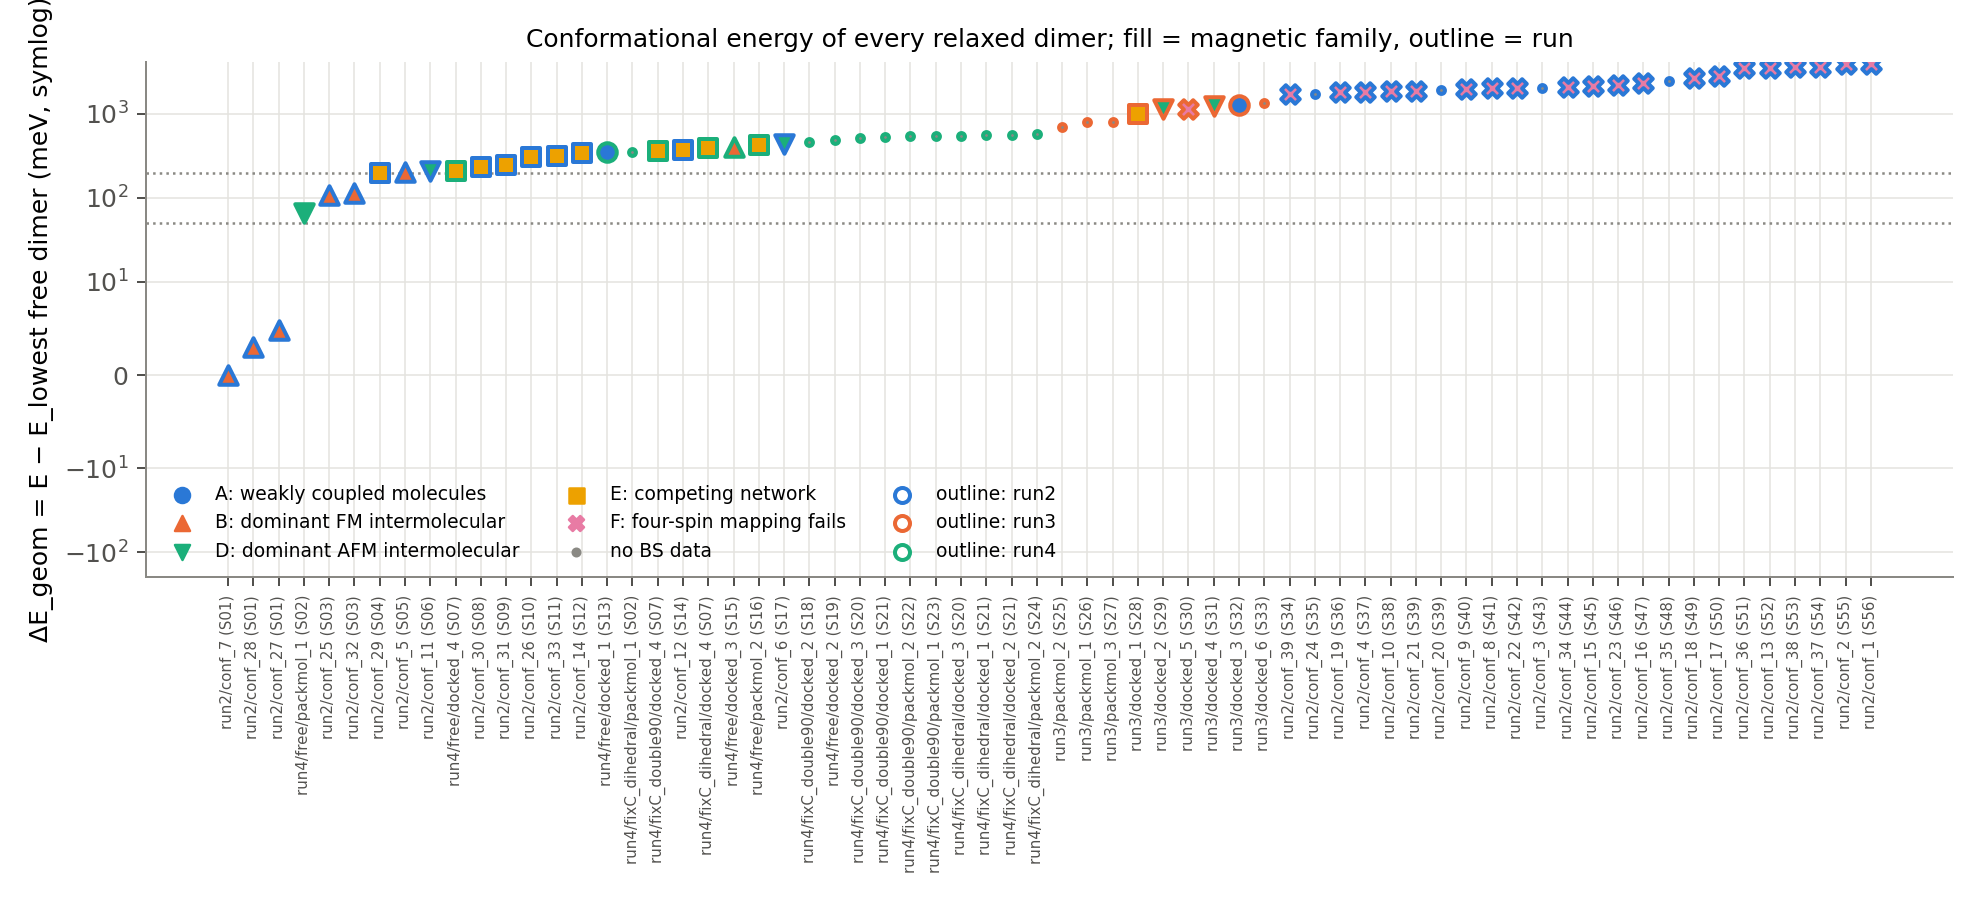 Conformational energy of every relaxed dimer; fill = magnetic family, outline = run
ΔE_geom = E − E_lowest free dimer (meV, symlog)
10³
10²
10¹
0
−10¹
−10²
A: weakly coupled molecules
B: dominant FM intermolecular
D: dominant AFM intermolecular
E: competing network
F: four-spin mapping fails
no BS data
outline: run2
outline: run3
outline: run4
run2/conf_7 (S01)
run2/conf_28 (S01)
run2/conf_27 (S01)
run4/free/packmol_1 (S02)
run2/conf_25 (S03)
run2/conf_32 (S03)
run2/conf_29 (S04)
run2/conf_5 (S05)
run2/conf_11 (S06)
run4/free/docked_4 (S07)
run2/conf_30 (S08)
run2/conf_31 (S09)
run2/conf_26 (S10)
run2/conf_33 (S11)
run2/conf_14 (S12)
run4/free/docked_1 (S13)
run4/fixC_dihedral/packmol_1 (S02)
run4/fixC_double90/docked_4 (S07)
run2/conf_12 (S14)
run4/fixC_dihedral/docked_4 (S07)
run4/free/docked_3 (S15)
run4/free/packmol_2 (S16)
run2/conf_6 (S17)
run4/fixC_double90/docked_2 (S18)
run4/free/docked_2 (S19)
run4/fixC_double90/docked_3 (S20)
run4/fixC_double90/docked_1 (S21)
run4/fixC_double90/packmol_2 (S22)
run4/fixC_double90/packmol_1 (S23)
run4/fixC_dihedral/docked_3 (S20)
run4/fixC_dihedral/docked_1 (S21)
run4/fixC_dihedral/docked_2 (S21)
run4/fixC_dihedral/packmol_2 (S24)
run3/packmol_2 (S25)
run3/packmol_1 (S26)
run3/packmol_3 (S27)
run3/docked_1 (S28)
run3/docked_2 (S29)
run3/docked_5 (S30)
run3/docked_4 (S31)
run3/docked_3 (S32)
run3/docked_6 (S33)
run2/conf_39 (S34)
run2/conf_24 (S35)
run2/conf_19 (S36)
run2/conf_4 (S37)
run2/conf_10 (S38)
run2/conf_21 (S39)
run2/conf_20 (S39)
run2/conf_9 (S40)
run2/conf_8 (S41)
run2/conf_22 (S42)
run2/conf_3 (S43)
run2/conf_34 (S44)
run2/conf_15 (S45)
run2/conf_23 (S46)
run2/conf_16 (S47)
run2/conf_35 (S48)
run2/conf_18 (S49)
run2/conf_17 (S50)
run2/conf_36 (S51)
run2/conf_13 (S52)
run2/conf_38 (S53)
run2/conf_37 (S54)
run2/conf_2 (S55)
run2/conf_1 (S56)